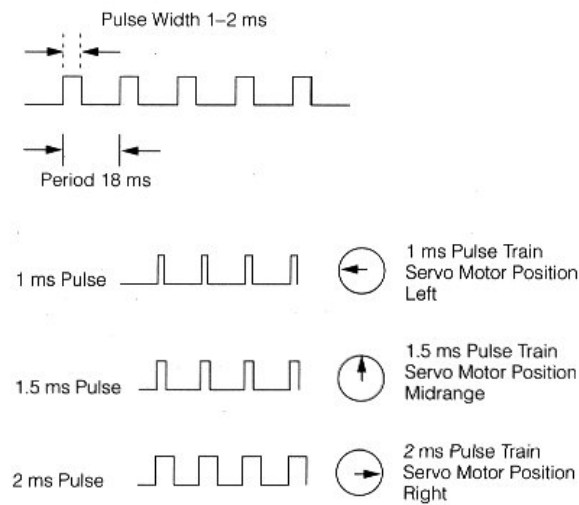 Pulse Width 1–2 ms
Period 18 ms
1 ms Pulse
1 ms Pulse Train
Servo Motor Position
Left
1.5 ms Pulse
1.5 ms Pulse Train
Servo Motor Position
Midrange
2 ms Pulse
2 ms Pulse Train
Servo Motor Position
Right